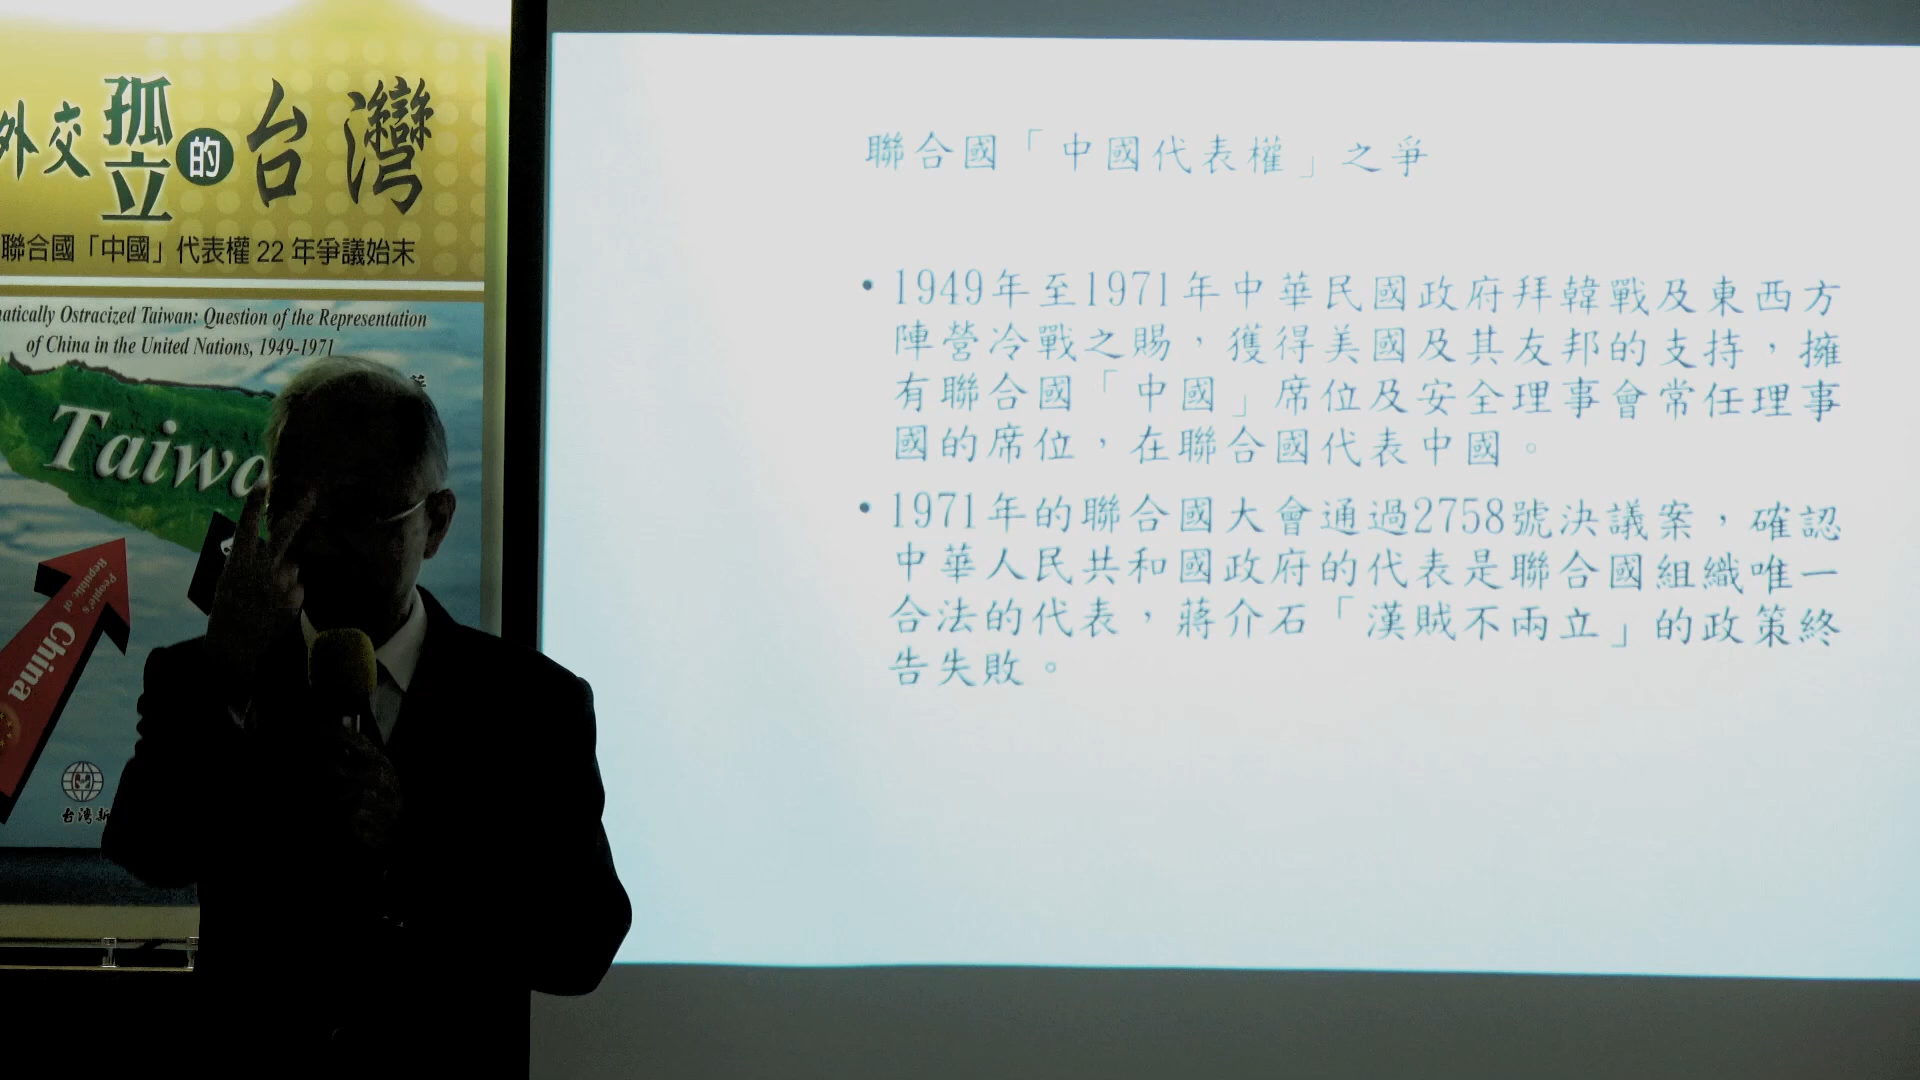 外交孤立的台灣
聯合國「中國」代表權 22 年爭議始末
matically Ostracized Taiwan: Question of the Representation
of China in the United Nations, 1949-1971
People's
Republic of
China
台灣新
聯合國「中國代表權」之爭
• 1949年至1971年中華民國政府拜韓戰及東西方
陣營冷戰之賜，獲得美國及其友邦的支持，擁
有聯合國「中國」席位及安全理事會常任理事
國的席位，在聯合國代表中國。
• 1971年的聯合國大會通過2758號決議案，確認
中華人民共和國政府的代表是聯合國組織唯一
合法的代表，蔣介石「漢賊不兩立」的政策終
告失敗。